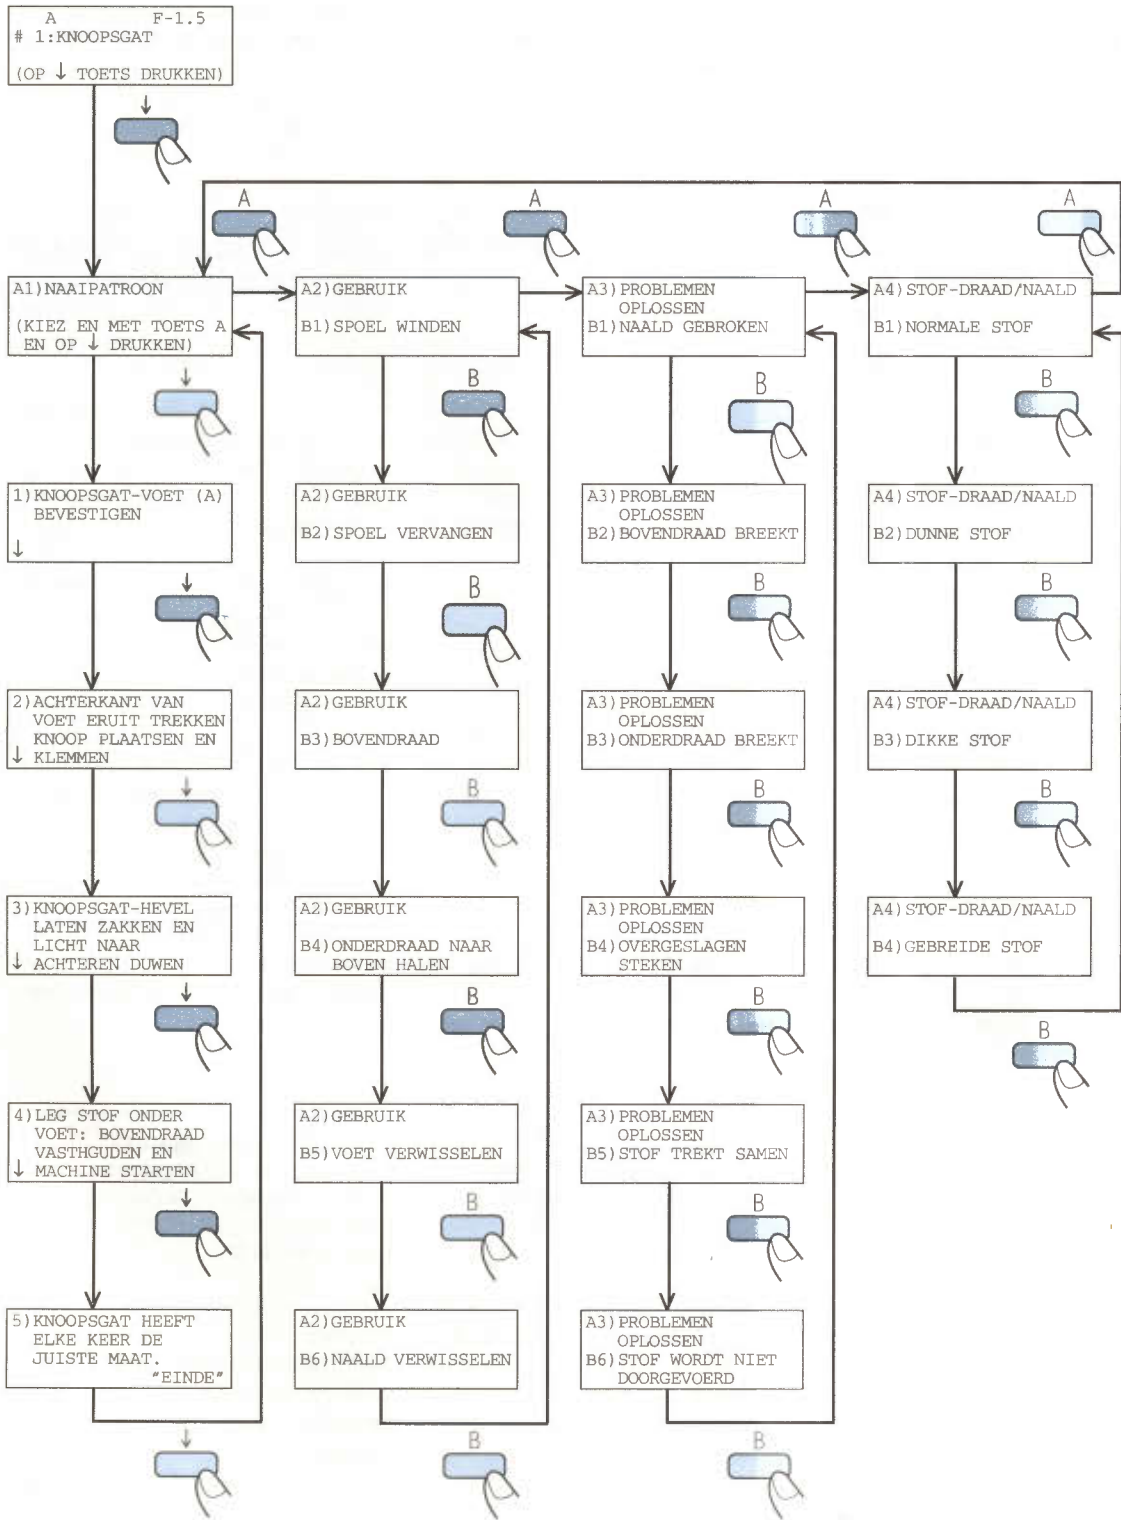 A F-1.5
# 1:KNOOPSGAT
(OP ↓ TOETS DRUKKEN)
↓
A
A
A
A
A1)NAAIPATROON
(KIEZ EN MET TOETS A
EN OP ↓ DRUKKEN)
A2)GEBRUIK
B1)SPOEL WINDEN
A3)PROBLEMEN
OPLOSSEN
B1)NAALD GEBROKEN
A4)STOF-DRAAD/NAALD
B1)NORMALE STOF
↓
B
B
B
1)KNOOPSGAT-VOET (A)
BEVESTIGEN
↓
A2)GEBRUIK
B2)SPOEL VERVANGEN
A3)PROBLEMEN
OPLOSSEN
B2)BOVENDRAAD BREEKT
A4)STOF-DRAAD/NAALD
B2)DUNNE STOF
↓
B
B
B
2)ACHTERKANT VAN
VOET ERUIT TREKKEN
KNOOP PLAATSEN EN
↓ KLEMMEN
A2)GEBRUIK
B3)BOVENDRAAD
A3)PROBLEMEN
OPLOSSEN
B3)ONDERDRAAD BREEKT
A4)STOF-DRAAD/NAALD
B3)DIKKE STOF
↓
B
B
B
3)KNOOPSGAT-HEVEL
LATEN ZAKKEN EN
LICHT NAAR
↓ ACHTEREN DUWEN
A2)GEBRUIK
B4)ONDERDRAAD NAAR
BOVEN HALEN
A3)PROBLEMEN
OPLOSSEN
B4)OVERGESLAGEN
STEKEN
A4)STOF-DRAAD/NAALD
B4)GEBREIDE STOF
↓
B
B
B
4)LEG STOF ONDER
VOET: BOVENDRAAD
VASTHGUDEN EN
↓ MACHINE STARTEN
A2)GEBRUIK
B5)VOET VERWISSELEN
A3)PROBLEMEN
OPLOSSEN
B5)STOF TREKT SAMEN
↓
B
B
5)KNOOPSGAT HEEFT
ELKE KEER DE
JUISTE MAAT.
"EINDE"
A2)GEBRUIK
B6)NAALD VERWISSELEN
A3)PROBLEMEN
OPLOSSEN
B6)STOF WORDT NIET
DOORGEVOERD
↓
B
B